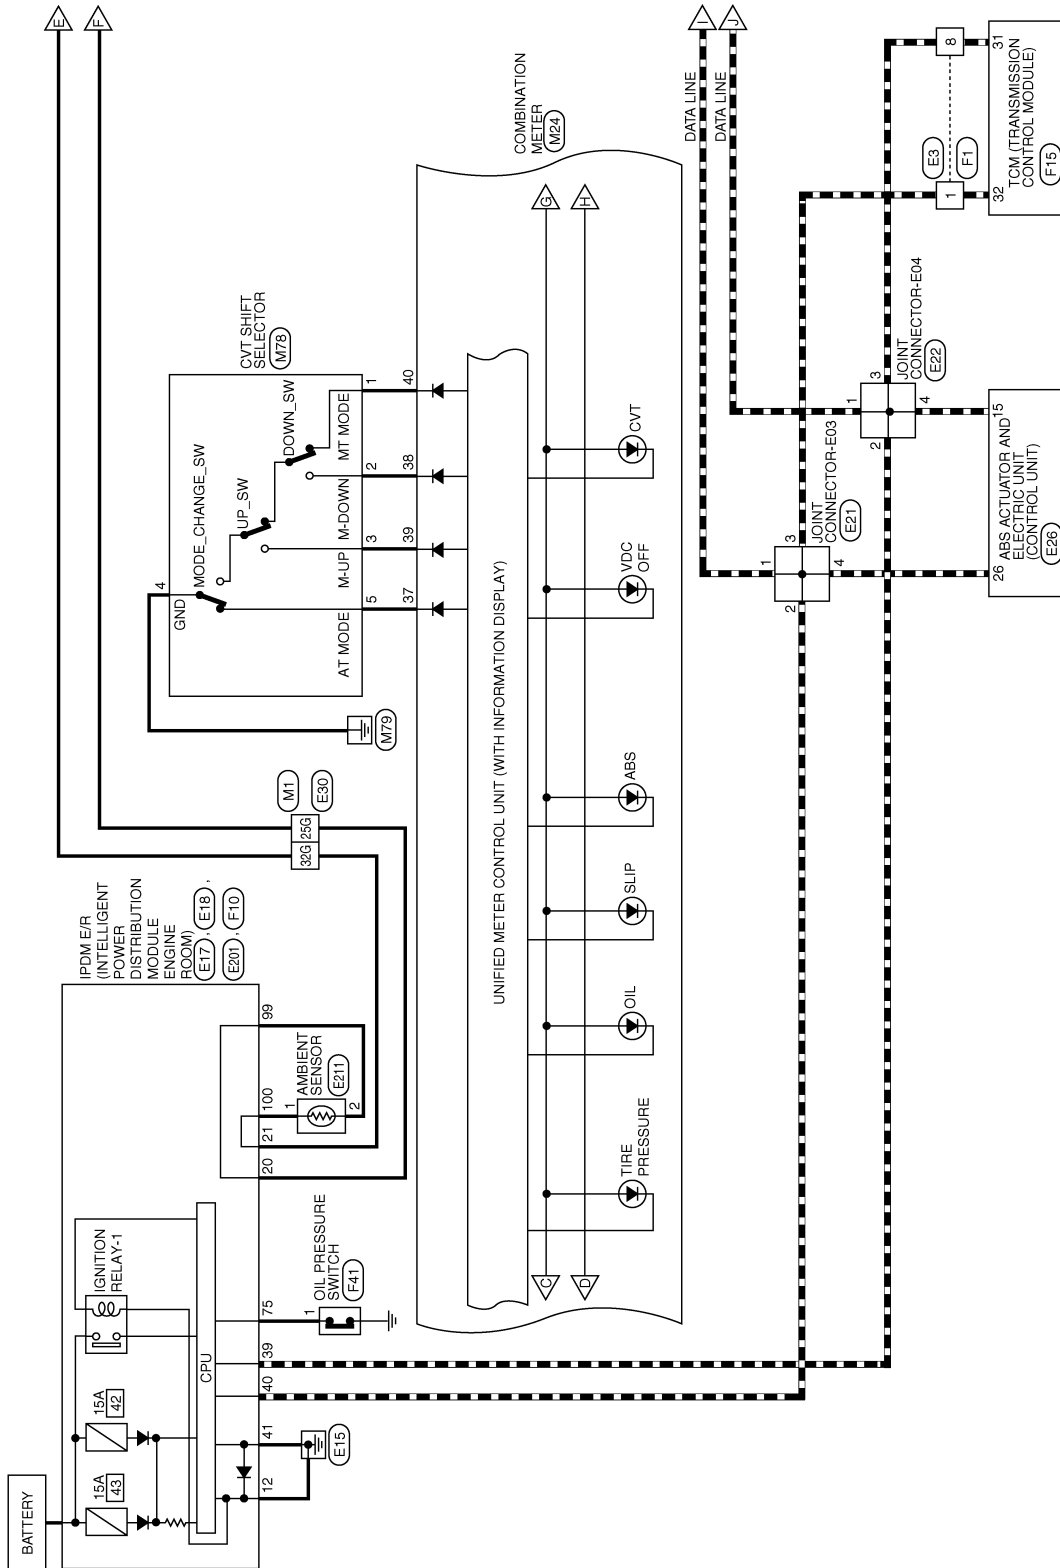 BATTERY
15A
43
15A
42
IGNITION
RELAY-1
CPU
IPDM E/R
(INTELLIGENT
POWER
DISTRIBUTION
MODULE
ENGINE
ROOM)
E17 , E18 ,
E201 , F10
12
41
40
39
75
20
21
100
99
E15
1
OIL PRESSURE
SWITCH
F41
1
2
AMBIENT
SENSOR
E211
32G
25G
M1
E30
E
F
M79
4
GND
MODE_CHANGE_SW
UP_SW
DOWN_SW
CVT SHIFT
SELECTOR
M78
AT MODE
M-UP
M-DOWN
MT MODE
5
3
2
1
37
39
38
40
COMBINATION
METER
M24
UNIFIED METER CONTROL UNIT (WITH INFORMATION DISPLAY)
C
D
G
H
TIRE
PRESSURE
OIL
SLIP
ABS
VDC
OFF
CVT
DATA LINE
I
DATA LINE
J
1
2
3
4
JOINT
CONNECTOR-E03
E21
1
2
3
4
JOINT
CONNECTOR-E04
E22
1
8
E3
F1
26
15
ABS ACTUATOR AND
ELECTRIC UNIT
(CONTROL UNIT)
E26
32
31
TCM (TRANSMISSION
CONTROL MODULE)
F15